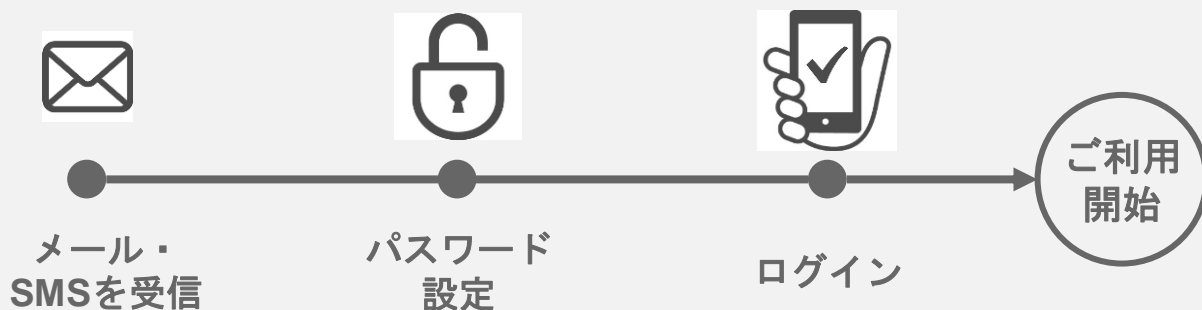 メール・
SMSを受信
パスワード
設定
ログイン
ご利用
開始